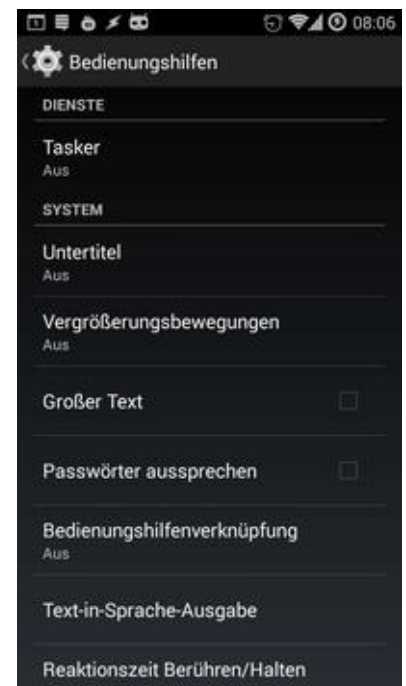 08:06
Bedienungshilfen
DIENSTE
Tasker
Aus
SYSTEM
Untertitel
Aus
Vergrößerungsbewegungen
Aus
Großer Text
Passwörter aussprechen
Bedienungshilfenverknüpfung
Aus
Text-in-Sprache-Ausgabe
Reaktionszeit Berühren/Halten